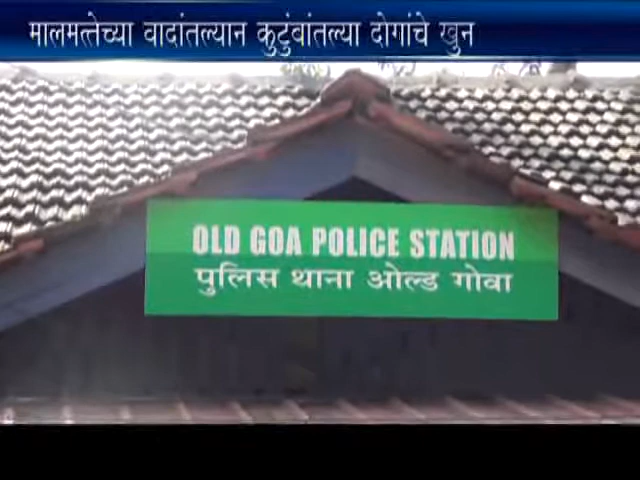 मालमत्तेच्या वादांतल्यान कुटुंबांतल्या दोगांचे खुन
OLD GOA POLICE STATION
पुलिस थाना ओल्ड गोवा